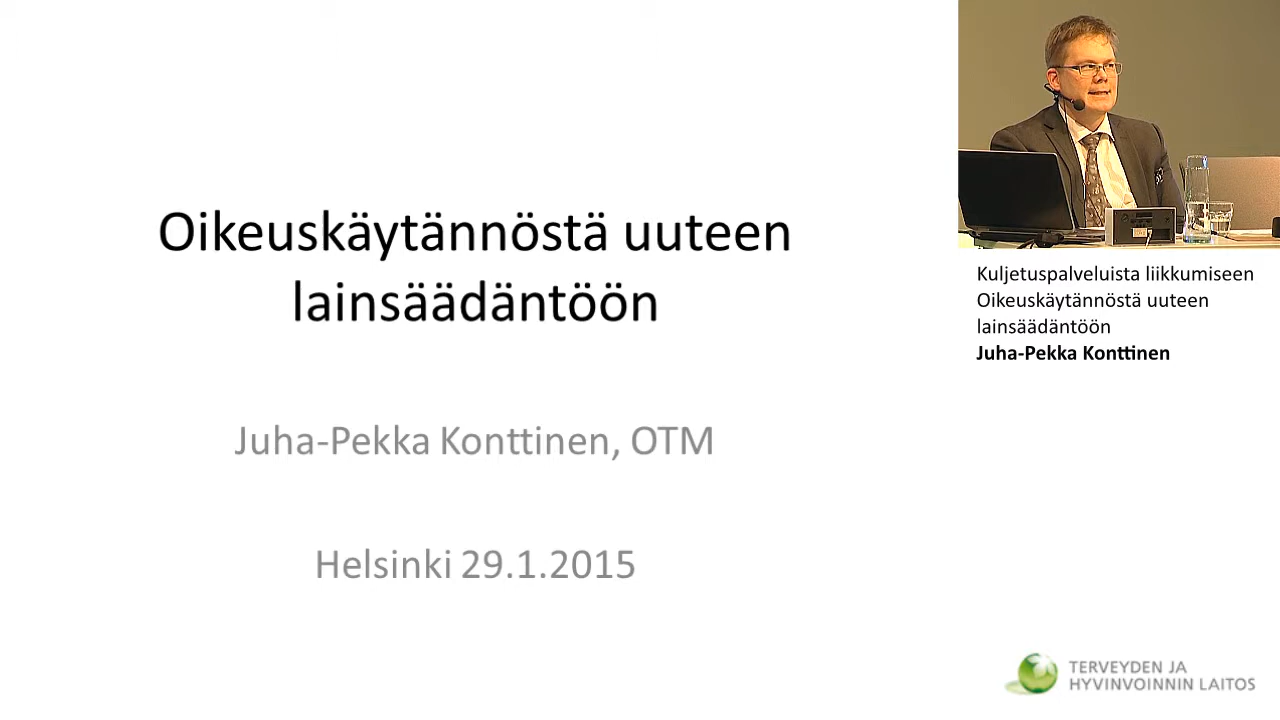 Oikeuskäytännöstä uuteen
lainsäädäntöön
Juha-Pekka Konttinen, OTM
Helsinki 29.1.2015
Kuljetuspalveluista liikkumiseen
Oikeuskäytännöstä uuteen
lainsäädäntöön
Juha-Pekka Konttinen
TERVEYDEN JA
HYVINVOINNIN LAITOS